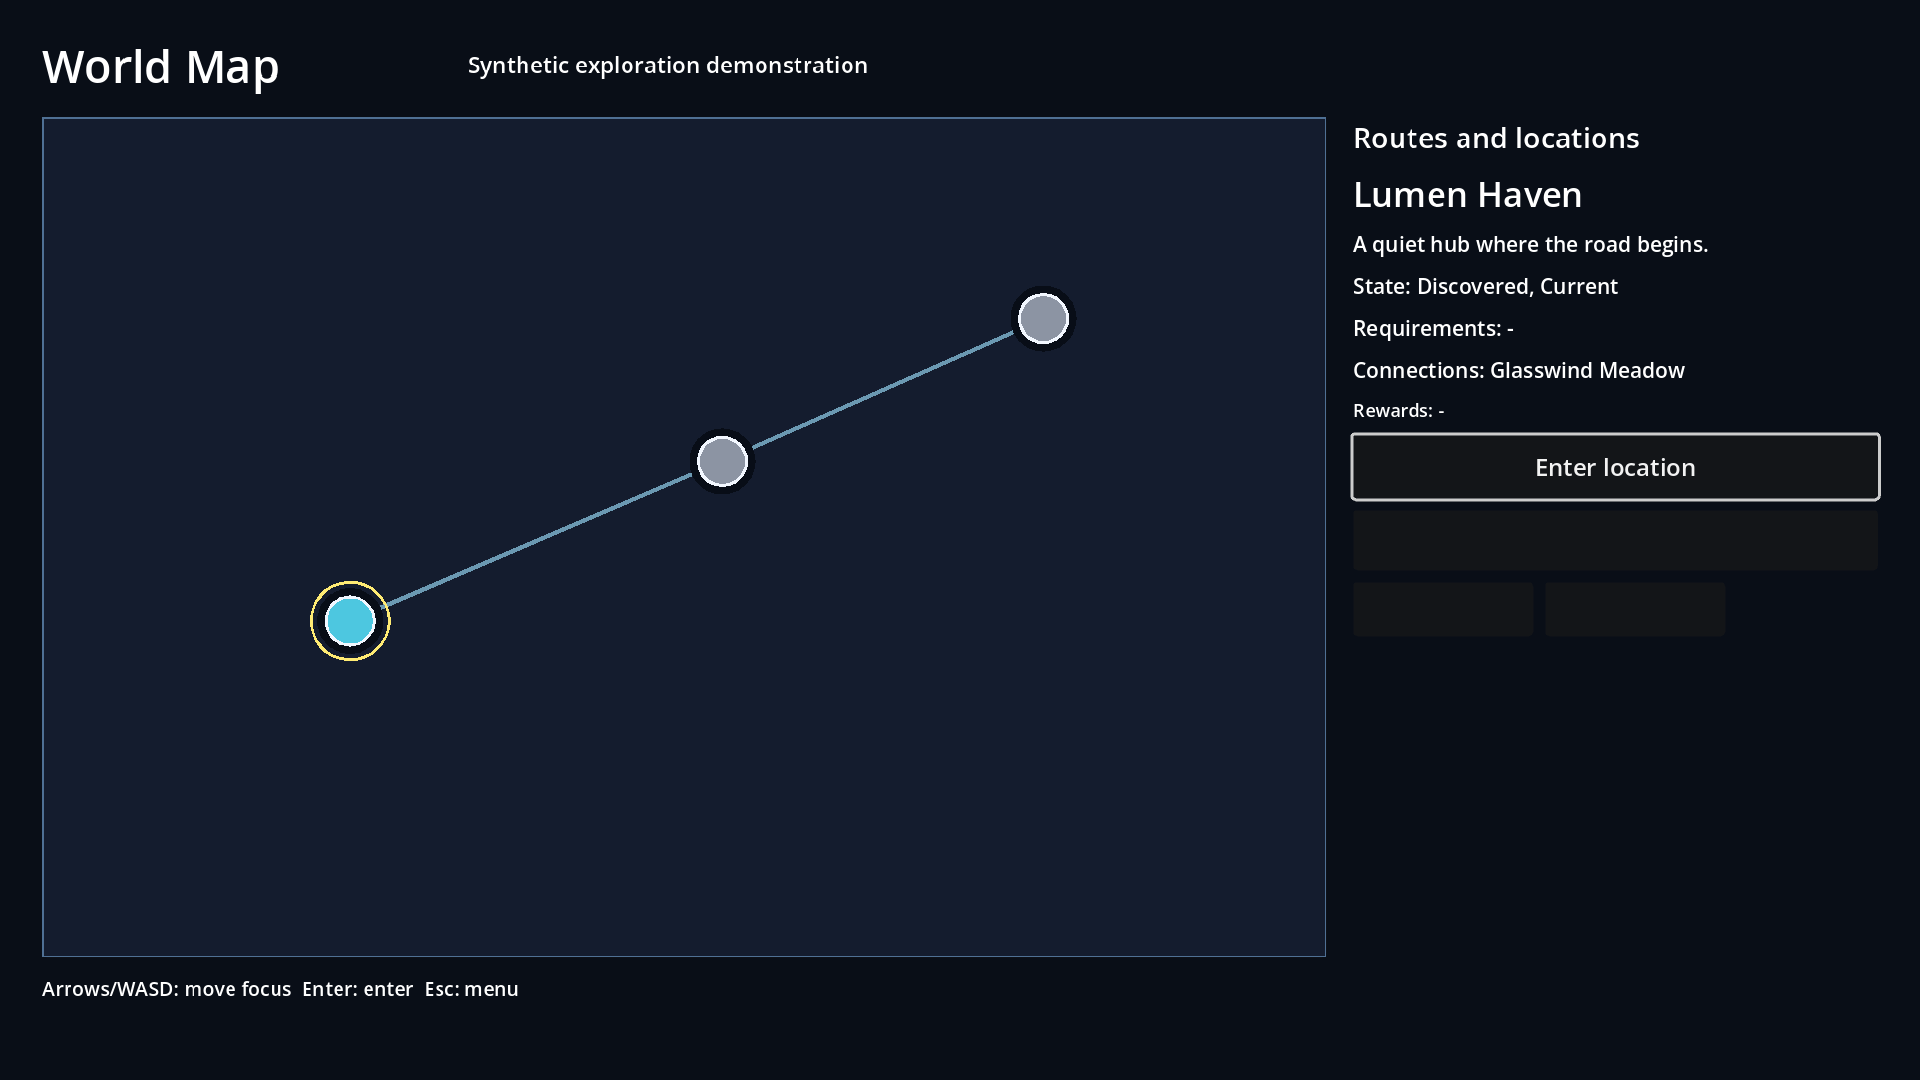 World Map
Synthetic exploration demonstration
Routes and locations
Lumen Haven
A quiet hub where the road begins.
State: Discovered, Current
Requirements: -
Connections: Glasswind Meadow
Rewards: -
Enter location
Arrows/WASD: move focus  Enter: enter  Esc: menu